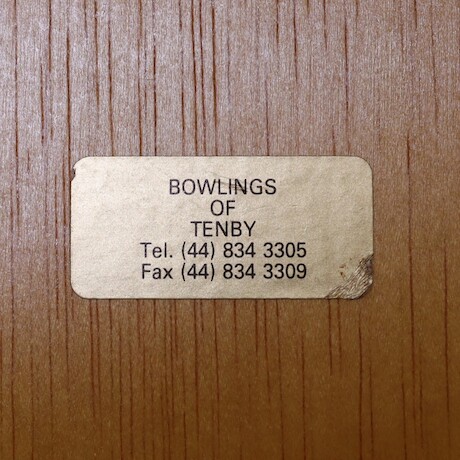 BOWLINGS
OF
TENBY
Tel. (44) 834 3305
Fax (44) 834 3309